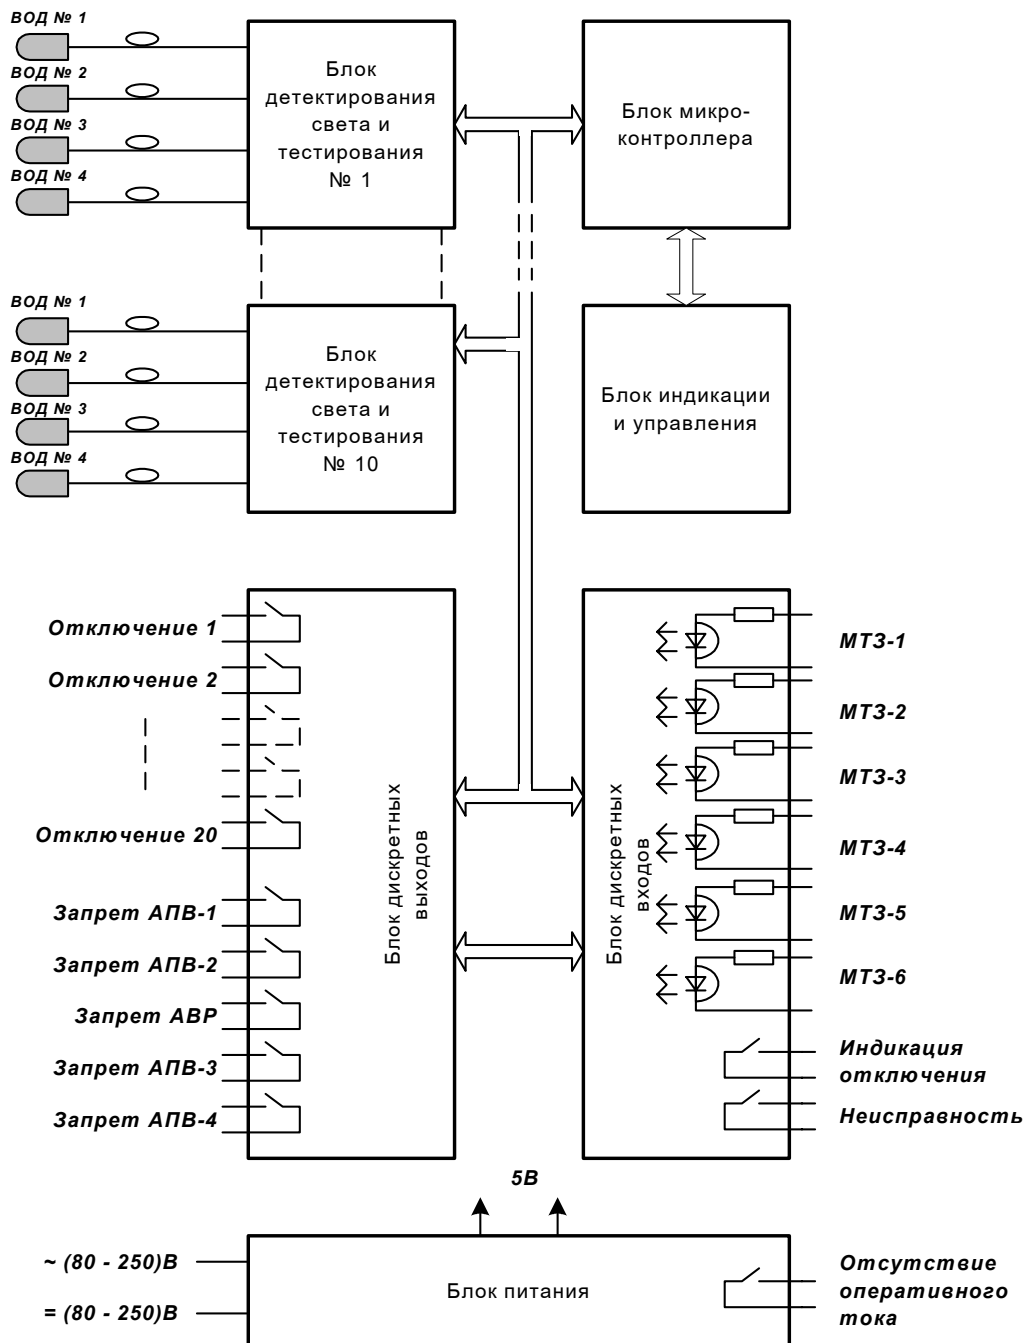 ВОД № 1
ВОД № 2
ВОД № 3
ВОД № 4
Блок
детектирования
света и
тестирования
№ 1
Блок микро-
контроллера
ВОД № 1
ВОД № 2
ВОД № 3
ВОД № 4
Блок
детектирования
света и
тестирования
№ 10
Блок индикации
и управления
Отключение 1
Отключение 2
Отключение 20
Запрет АПВ-1
Запрет АПВ-2
Запрет АВР
Запрет АПВ-3
Запрет АПВ-4
Блок дискретных
выходов
Блок дискретных
входов
МТЗ-1
МТЗ-2
МТЗ-3
МТЗ-4
МТЗ-5
МТЗ-6
Индикация
отключения
Неисправность
5В
~ (80 - 250)В
= (80 - 250)В
Блок питания
Отсутствие
оперативного
тока